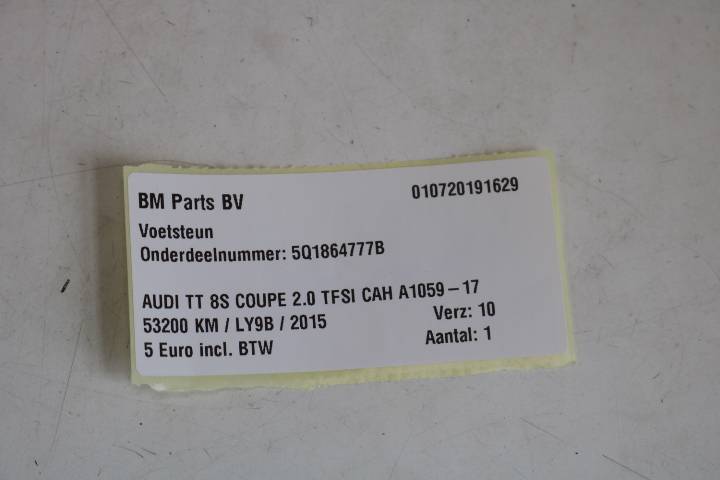 BM Parts BV 010720191629
Voetsteun
Onderdeelnummer: 5Q1864777B
AUDI TT 8S COUPE 2.0 TFSI CAH A1059-17
53200 KM / LY9B / 2015 Verz: 10
5 Euro incl. BTW Aantal: 1